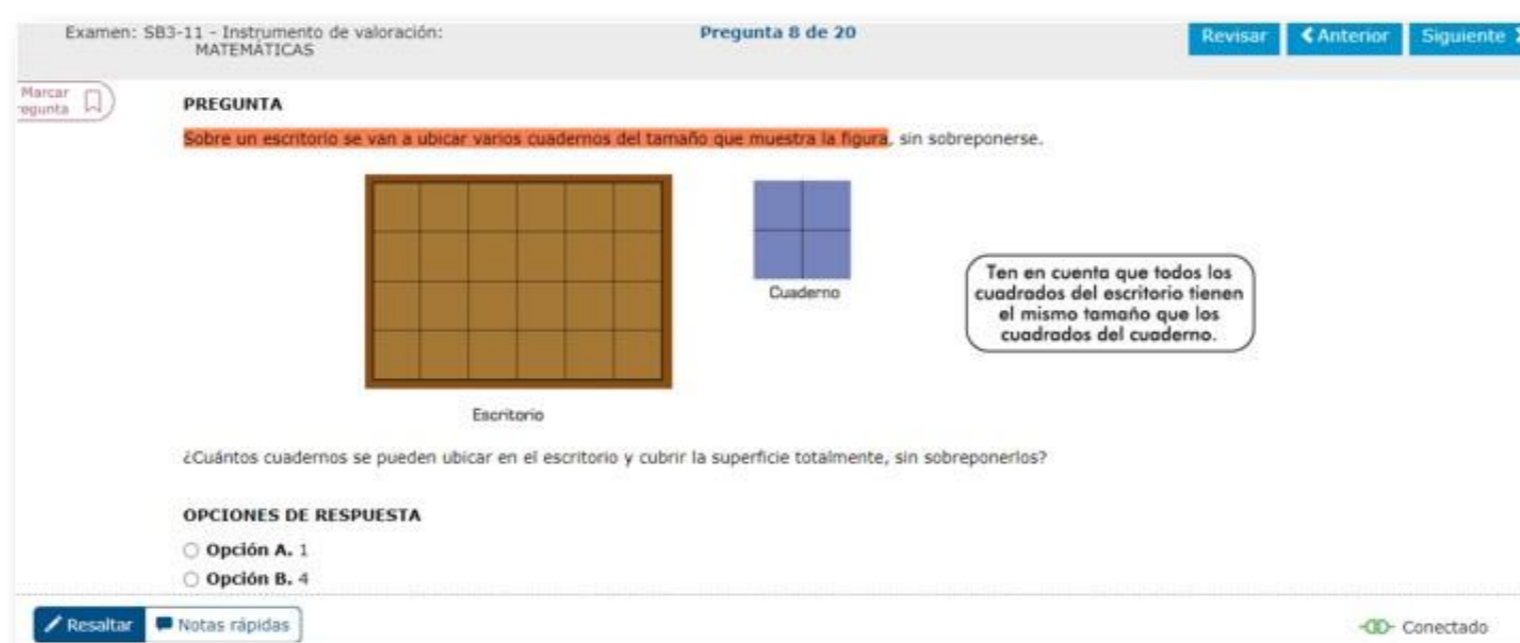 Examen: SB3-11 - Instrumento de valoración:
MATEMÁTICAS
Pregunta 8 de 20
Revisar
Anterior
Siguiente
Marcar
regunta
PREGUNTA
Sobre un escritorio se van a ubicar varios cuadernos del tamaño que muestra la figura, sin sobreponerse.
Cuaderno
Ten en cuenta que todos los
cuadrados del escritorio tienen
el mismo tamaño que los
cuadrados del cuaderno.
Escritorio
¿Cuántos cuadernos se pueden ubicar en el escritorio y cubrir la superficie totalmente, sin sobreponerlos?
OPCIONES DE RESPUESTA
Opción A. 1
Opción B. 4
Resaltar
Notas rápidas
Conectado